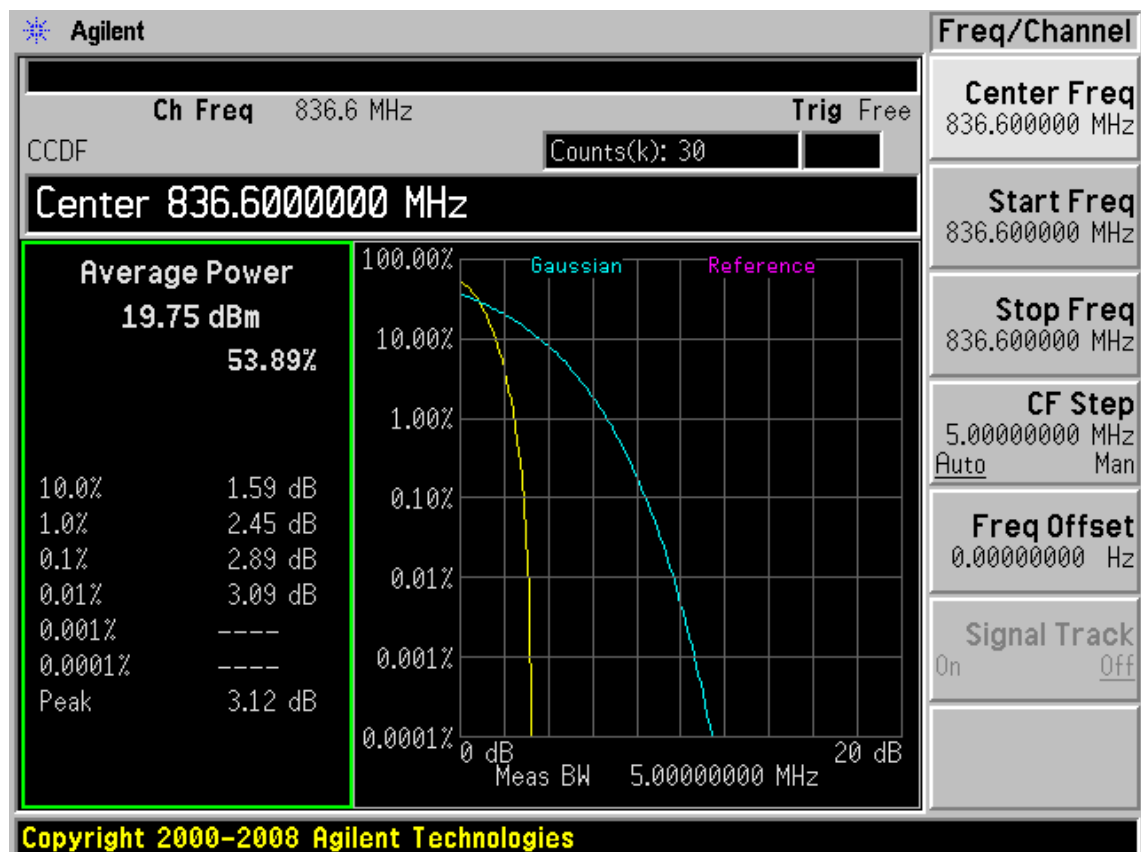 Agilent
Freq/Channel
Ch Freq 836.6 MHz Trig Free
CCDF Counts(k): 30
Center 836.6000000 MHz
Average Power
19.75 dBm
53.89%
10.0% 1.59 dB
1.0% 2.45 dB
0.1% 2.89 dB
0.01% 3.09 dB
0.001% ----
0.0001% ----
Peak 3.12 dB
100.00%
10.00%
1.00%
0.10%
0.01%
0.001%
0.0001%
Gaussian Reference
0 dB 20 dB
Meas BW 5.00000000 MHz
Center Freq
836.600000 MHz
Start Freq
836.600000 MHz
Stop Freq
836.600000 MHz
CF Step
5.00000000 MHz
Auto Man
Freq Offset
0.00000000 Hz
Signal Track
On Off
Copyright 2000-2008 Agilent Technologies